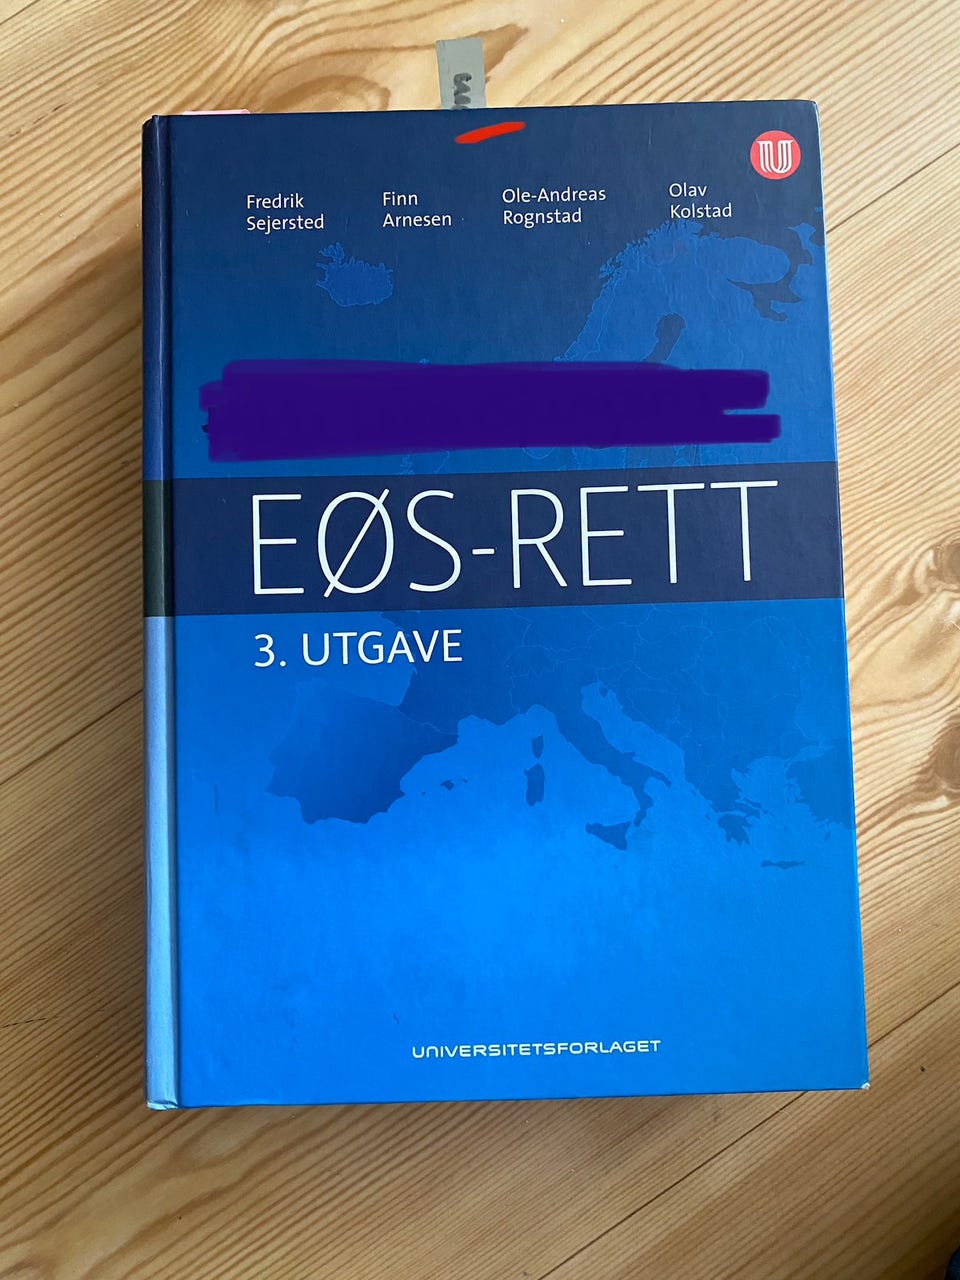 Fredrik
Sejersted
Finn
Arnesen
Ole-Andreas
Rognstad
Olav
Kolstad
EØS-RETT
3. UTGAVE
UNIVERSITETSFORLAGET